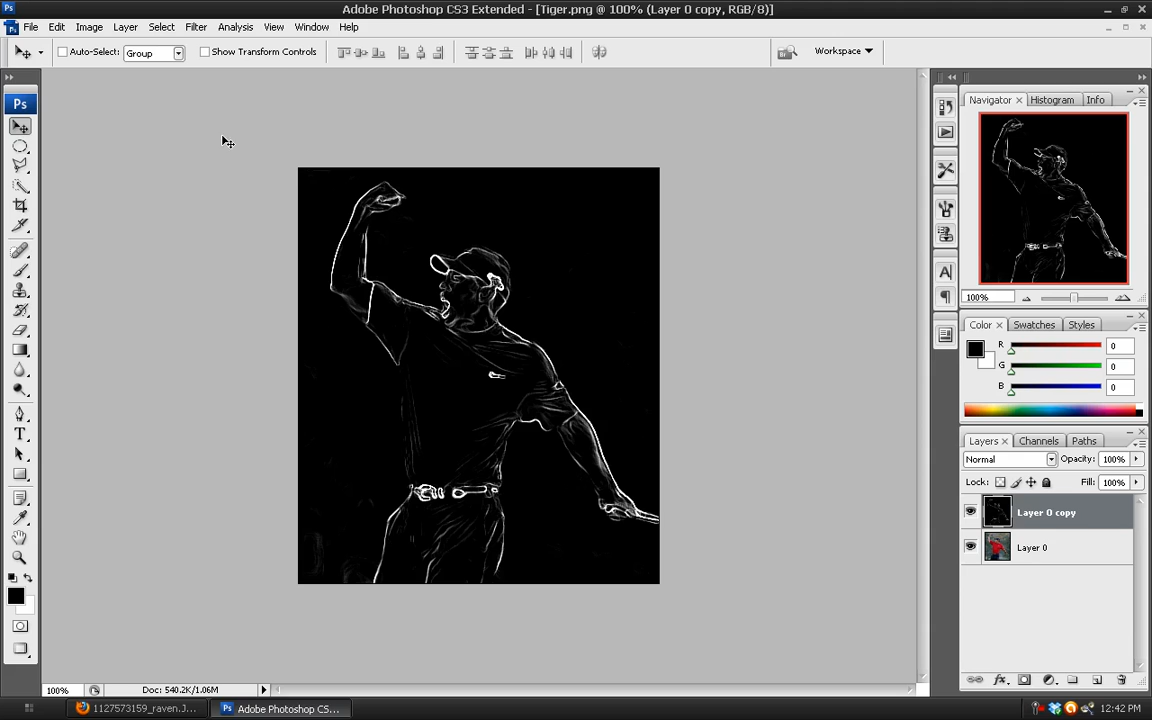 Adobe Photoshop CS3 Extended - [Tiger.png @ 100% (Layer 0 copy, RGB/8)]
File Edit Image Layer Select Filter Analysis View Window Help
Auto-Select: Group Show Transform Controls Workspace
Ps
Navigator Histogram Info
100%
Color Swatches Styles
R 0
G 0
B 0
Layers Channels Paths
Normal Opacity: 100%
Lock: Fill: 100%
Layer 0 copy
Layer 0
100% Doc: 540.2K/1.06M
1127573159_raven.J... Adobe Photoshop CS... 12:42 PM